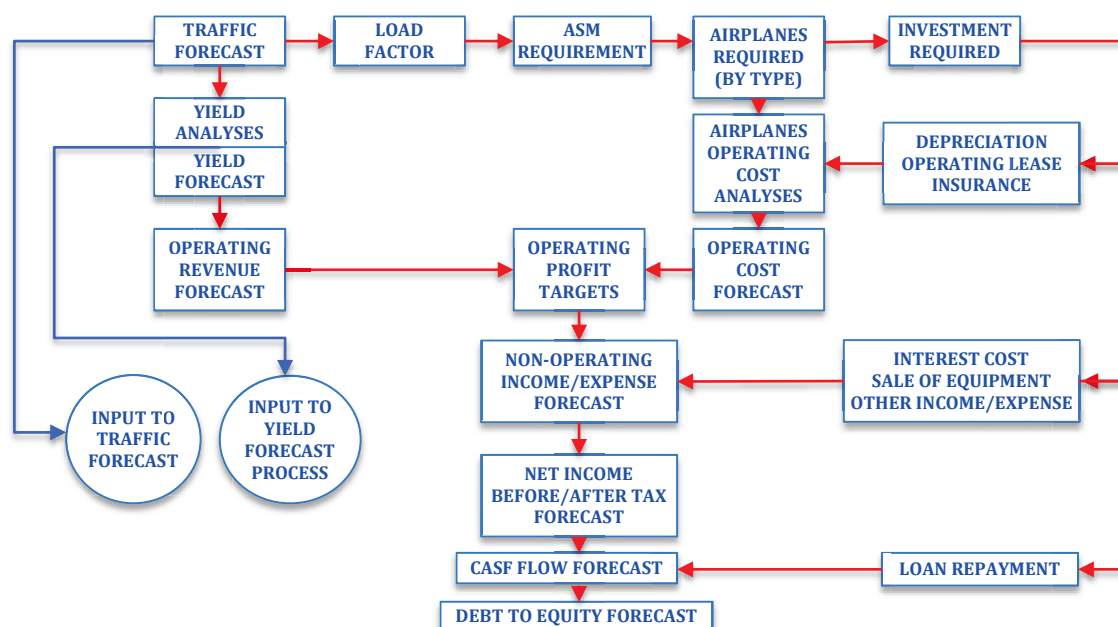 TRAFFIC
FORECAST
LOAD
FACTOR
ASM
REQUIREMENT
AIRPLANES
REQUIRED
(BY TYPE)
INVESTMENT
REQUIRED
YIELD
ANALYSES
YIELD
FORECAST
AIRPLANES
OPERATING
COST
ANALYSES
DEPRECIATION
OPERATING LEASE
INSURANCE
OPERATING
REVENUE
FORECAST
OPERATING
PROFIT
TARGETS
OPERATING
COST
FORECAST
NON-OPERATING
INCOME/EXPENSE
FORECAST
INTEREST COST
SALE OF EQUIPMENT
OTHER INCOME/EXPENSE
INPUT TO
TRAFFIC
FORECAST
INPUT TO
YIELD
FORECAST
PROCESS
NET INCOME
BEFORE/AFTER TAX
FORECAST
CASF FLOW FORECAST
LOAN REPAYMENT
DEBT TO EQUITY FORECAST